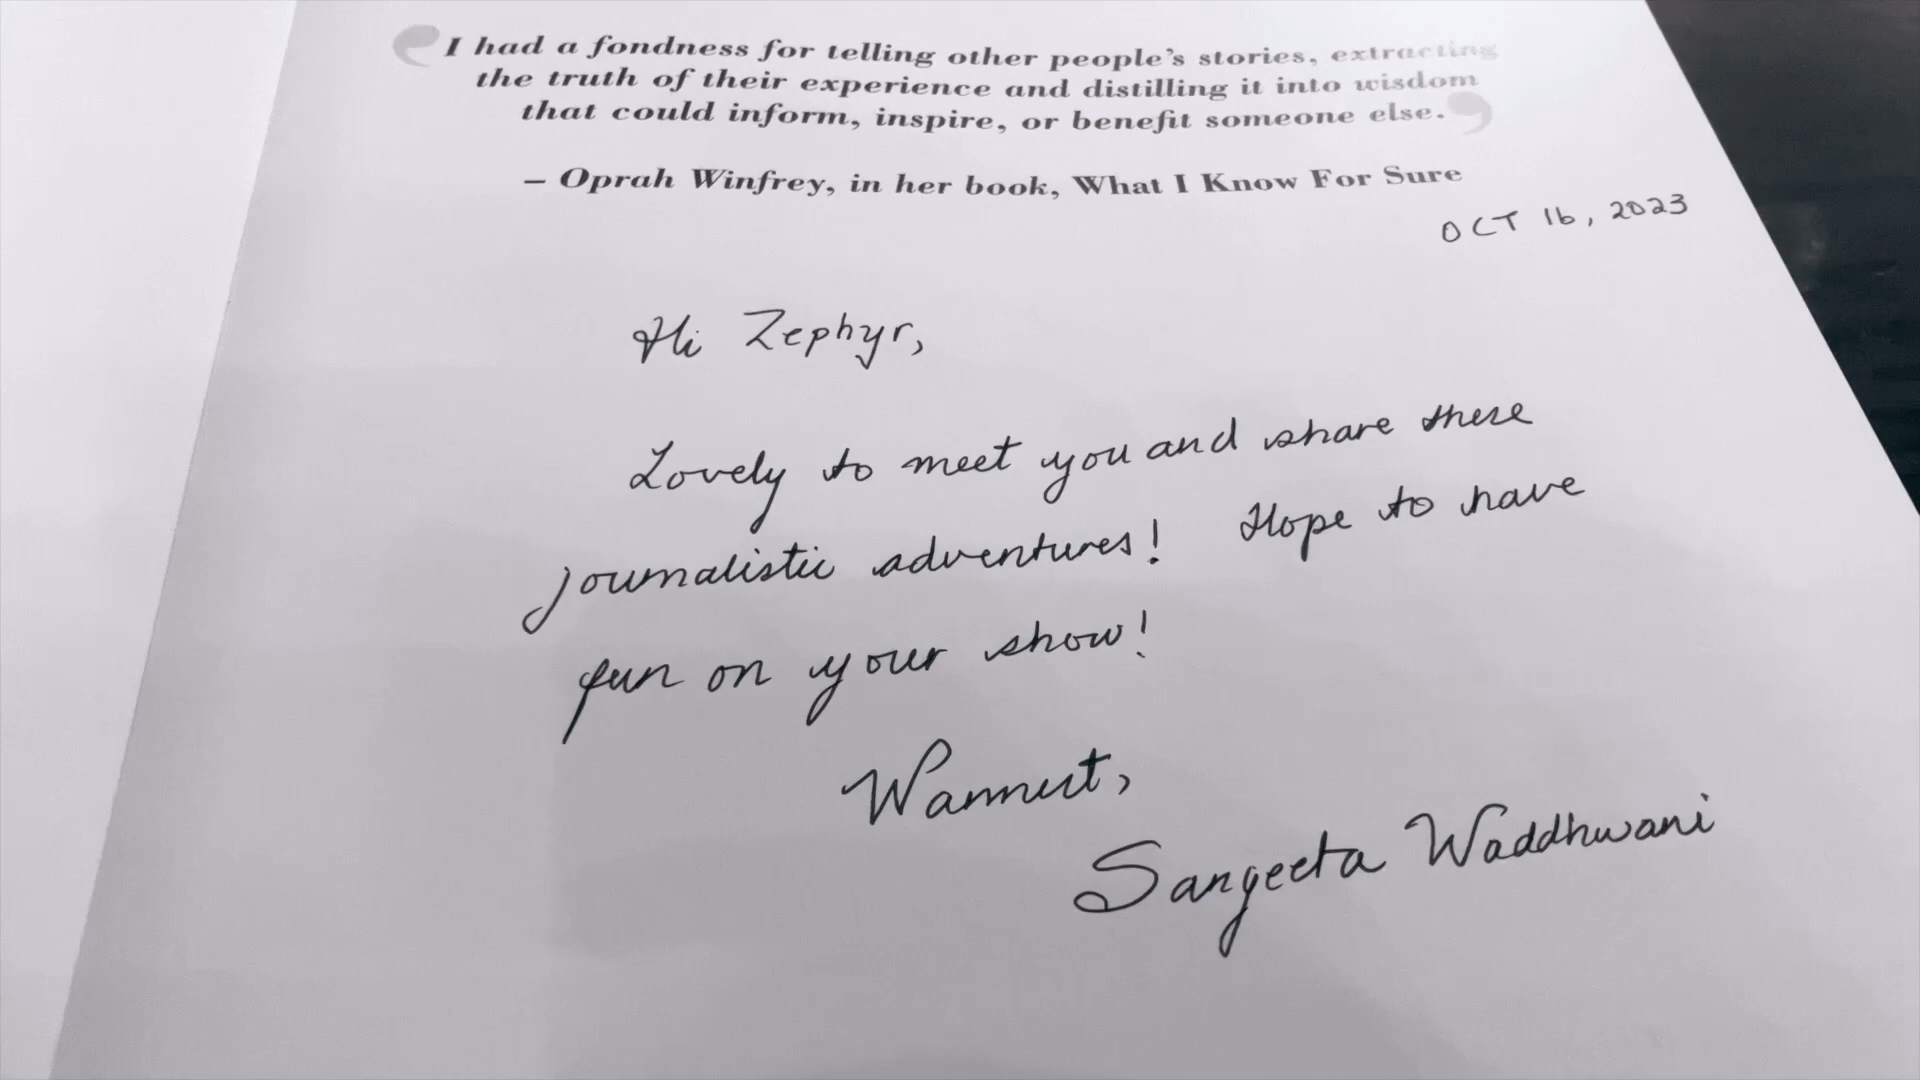 ‘I had a fondness for telling other people’s stories, extracting
the truth of their experience and distilling it into wisdom
that could inform, inspire, or benefit someone else.’
– Oprah Winfrey, in her book, What I Know For Sure
OCT 16, 2023
Hi Zephyr,
Lovely to meet you and share these
journalistic adventures! Hope to have
fun on your show!
Warmest,
Sangeeta Waddhwani